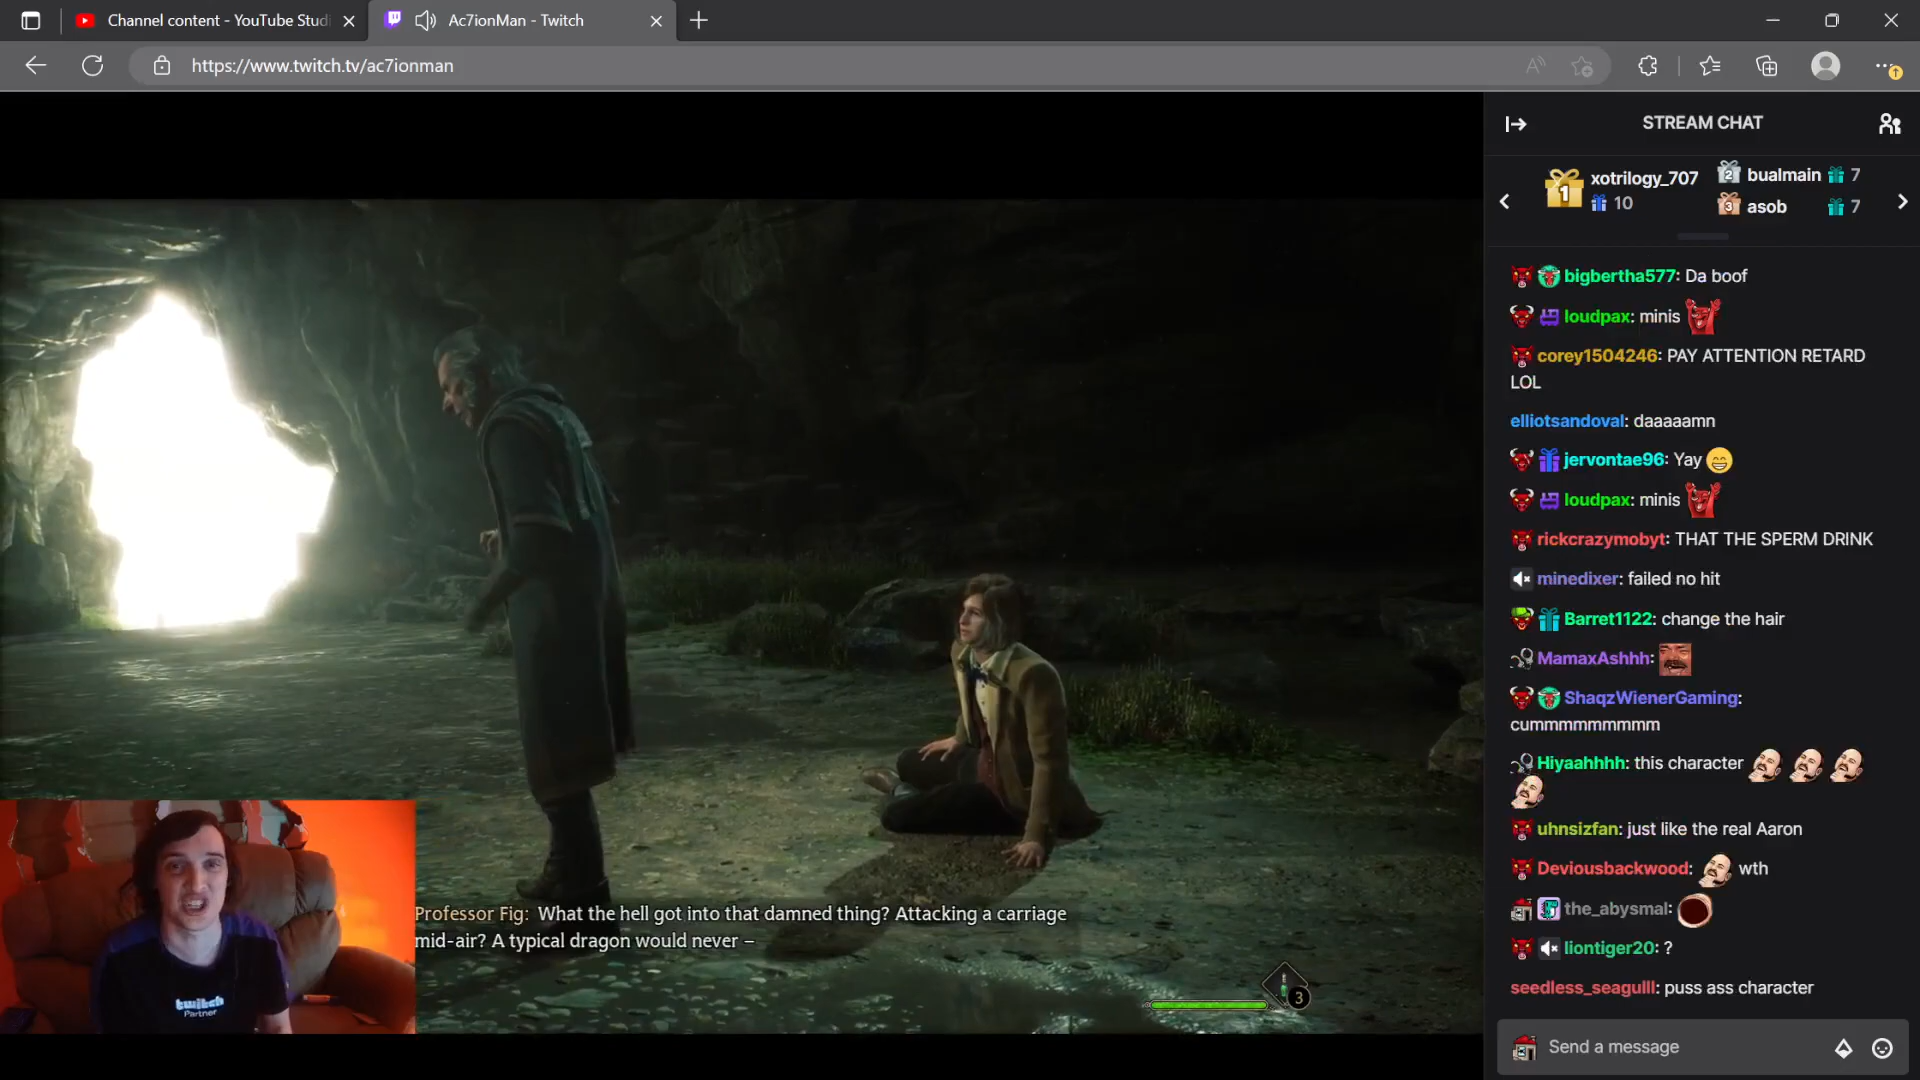 Channel content - YouTube Studi
Ac7ionMan - Twitch
https://www.twitch.tv/ac7ionman
STREAM CHAT
1 xotrilogy_707
10
2 bualmain 7
3 asob 7
bigbertha577: Da boof
loudpax: minis
corey1504246: PAY ATTENTION RETARD
LOL
elliotsandoval: daaaaamn
jervontae96: Yay
loudpax: minis
rickcrazymobyt: THAT THE SPERM DRINK
minedixer: failed no hit
Barret1122: change the hair
MamaxAshhh:
ShaqzWienerGaming:
cummmmmmmmm
Hiyaahhhh: this character
uhnsizfan: just like the real Aaron
Deviousbackwood: wth
the_abysmal:
liontiger20: ?
seedless_seagulll: puss ass character
Send a message
Professor Fig: What the hell got into that damned thing? Attacking a carriage
mid-air? A typical dragon would never –
3
twitch
Partner